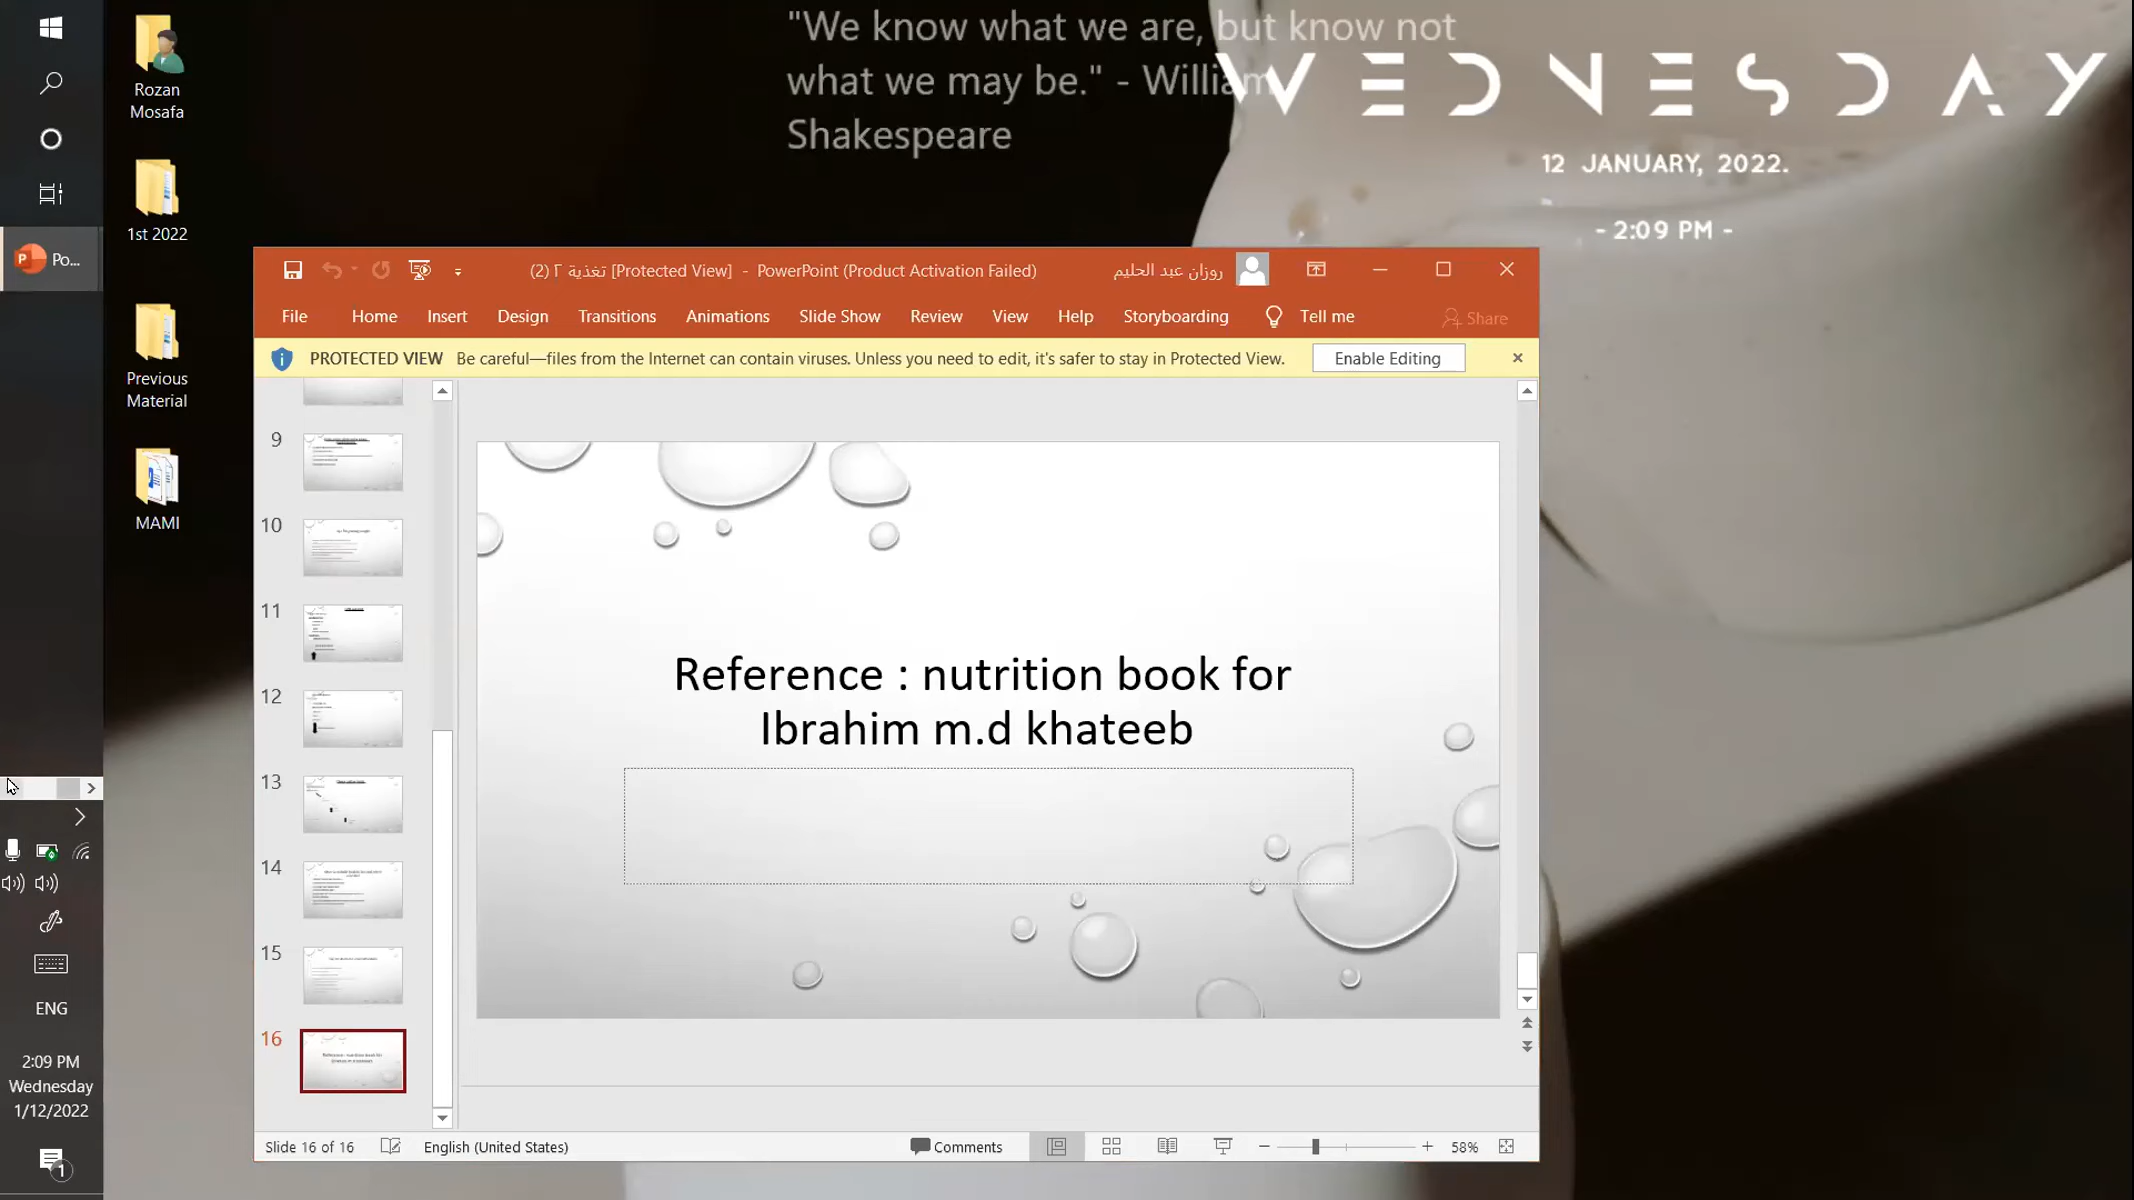 "We know what we are, but know not
what we may be." - William
Shakespeare
WEDNESDAY
12 JANUARY, 2022.
- 2:09 PM -
Rozan
Mosafa
1st 2022
Previous
Material
MAMI
Po...
تغذية ٢ (2) [Protected View] - PowerPoint (Product Activation Failed)
روزان عبد الحليم
File Home Insert Design Transitions Animations Slide Show Review View Help Storyboarding Tell me Share
PROTECTED VIEW Be careful—files from the Internet can contain viruses. Unless you need to edit, it's safer to stay in Protected View. Enable Editing
9
10
11
12
13
14
15
16
Reference : nutrition book for
Ibrahim m.d khateeb
Slide 16 of 16 English (United States) Comments 58%
ENG
2:09 PM
Wednesday
1/12/2022
1